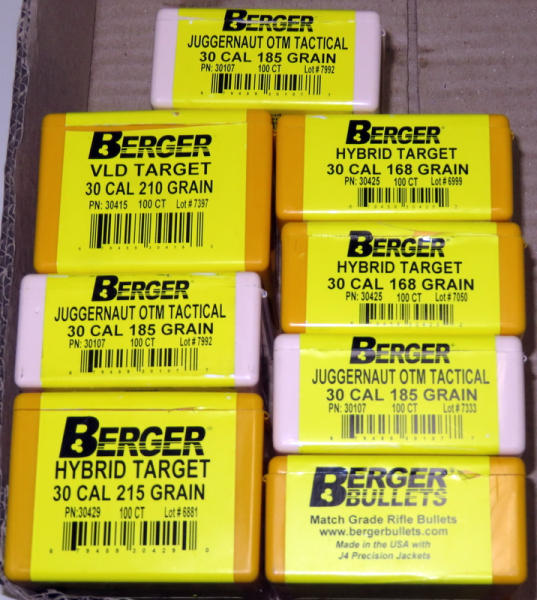 BERGER
JUGGERNAUT OTM TACTICAL
30 CAL 185 GRAIN
PN: 30107 100 CT Lot # 7992
BERGER
VLD TARGET
30 CAL 210 GRAIN
PN: 30415 100 CT Lot # 7397
BERGER
HYBRID TARGET
30 CAL 168 GRAIN
PN: 30425 100 CT Lot # 6999
BERGER
HYBRID TARGET
30 CAL 168 GRAIN
PN: 30425 100 CT Lot # 7050
BERGER
JUGGERNAUT OTM TACTICAL
30 CAL 185 GRAIN
PN: 30107 100 CT Lot # 7992
BERGER
JUGGERNAUT OTM TACTICAL
30 CAL 185 GRAIN
PN: 30107 100 CT Lot # 7333
BERGER
HYBRID TARGET
30 CAL 215 GRAIN
PN: 30429 100 CT Lot # 6881
6 79459 30429 0
BERGER
BULLETS
Match Grade Rifle Bullets
www.bergerbullets.com
Made in the USA with
J4 Precision Jackets